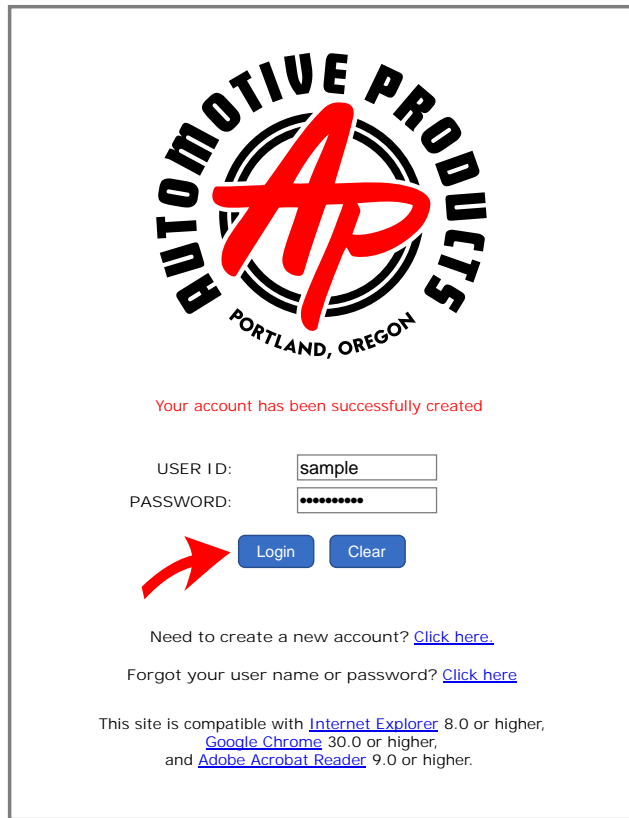 AUTOMOTIVE PRODUCTS
AP
PORTLAND, OREGON
Your account has been successfully created
USER ID: sample
PASSWORD: ••••••••••
Login Clear
Need to create a new account? Click here.
Forgot your user name or password? Click here
This site is compatible with Internet Explorer 8.0 or higher,
Google Chrome 30.0 or higher,
and Adobe Acrobat Reader 9.0 or higher.